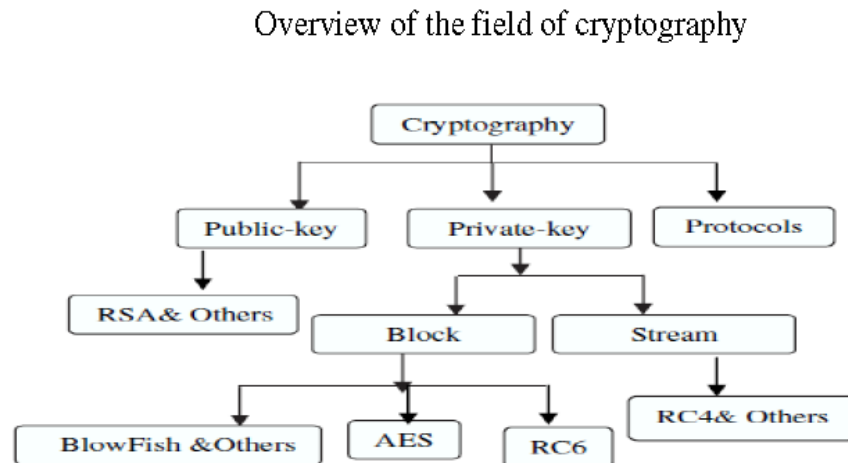 Overview of the field of cryptography
Cryptography
Public-key
Private-key
Protocols
RSA& Others
Block
Stream
BlowFish &Others
AES
RC6
RC4& Others